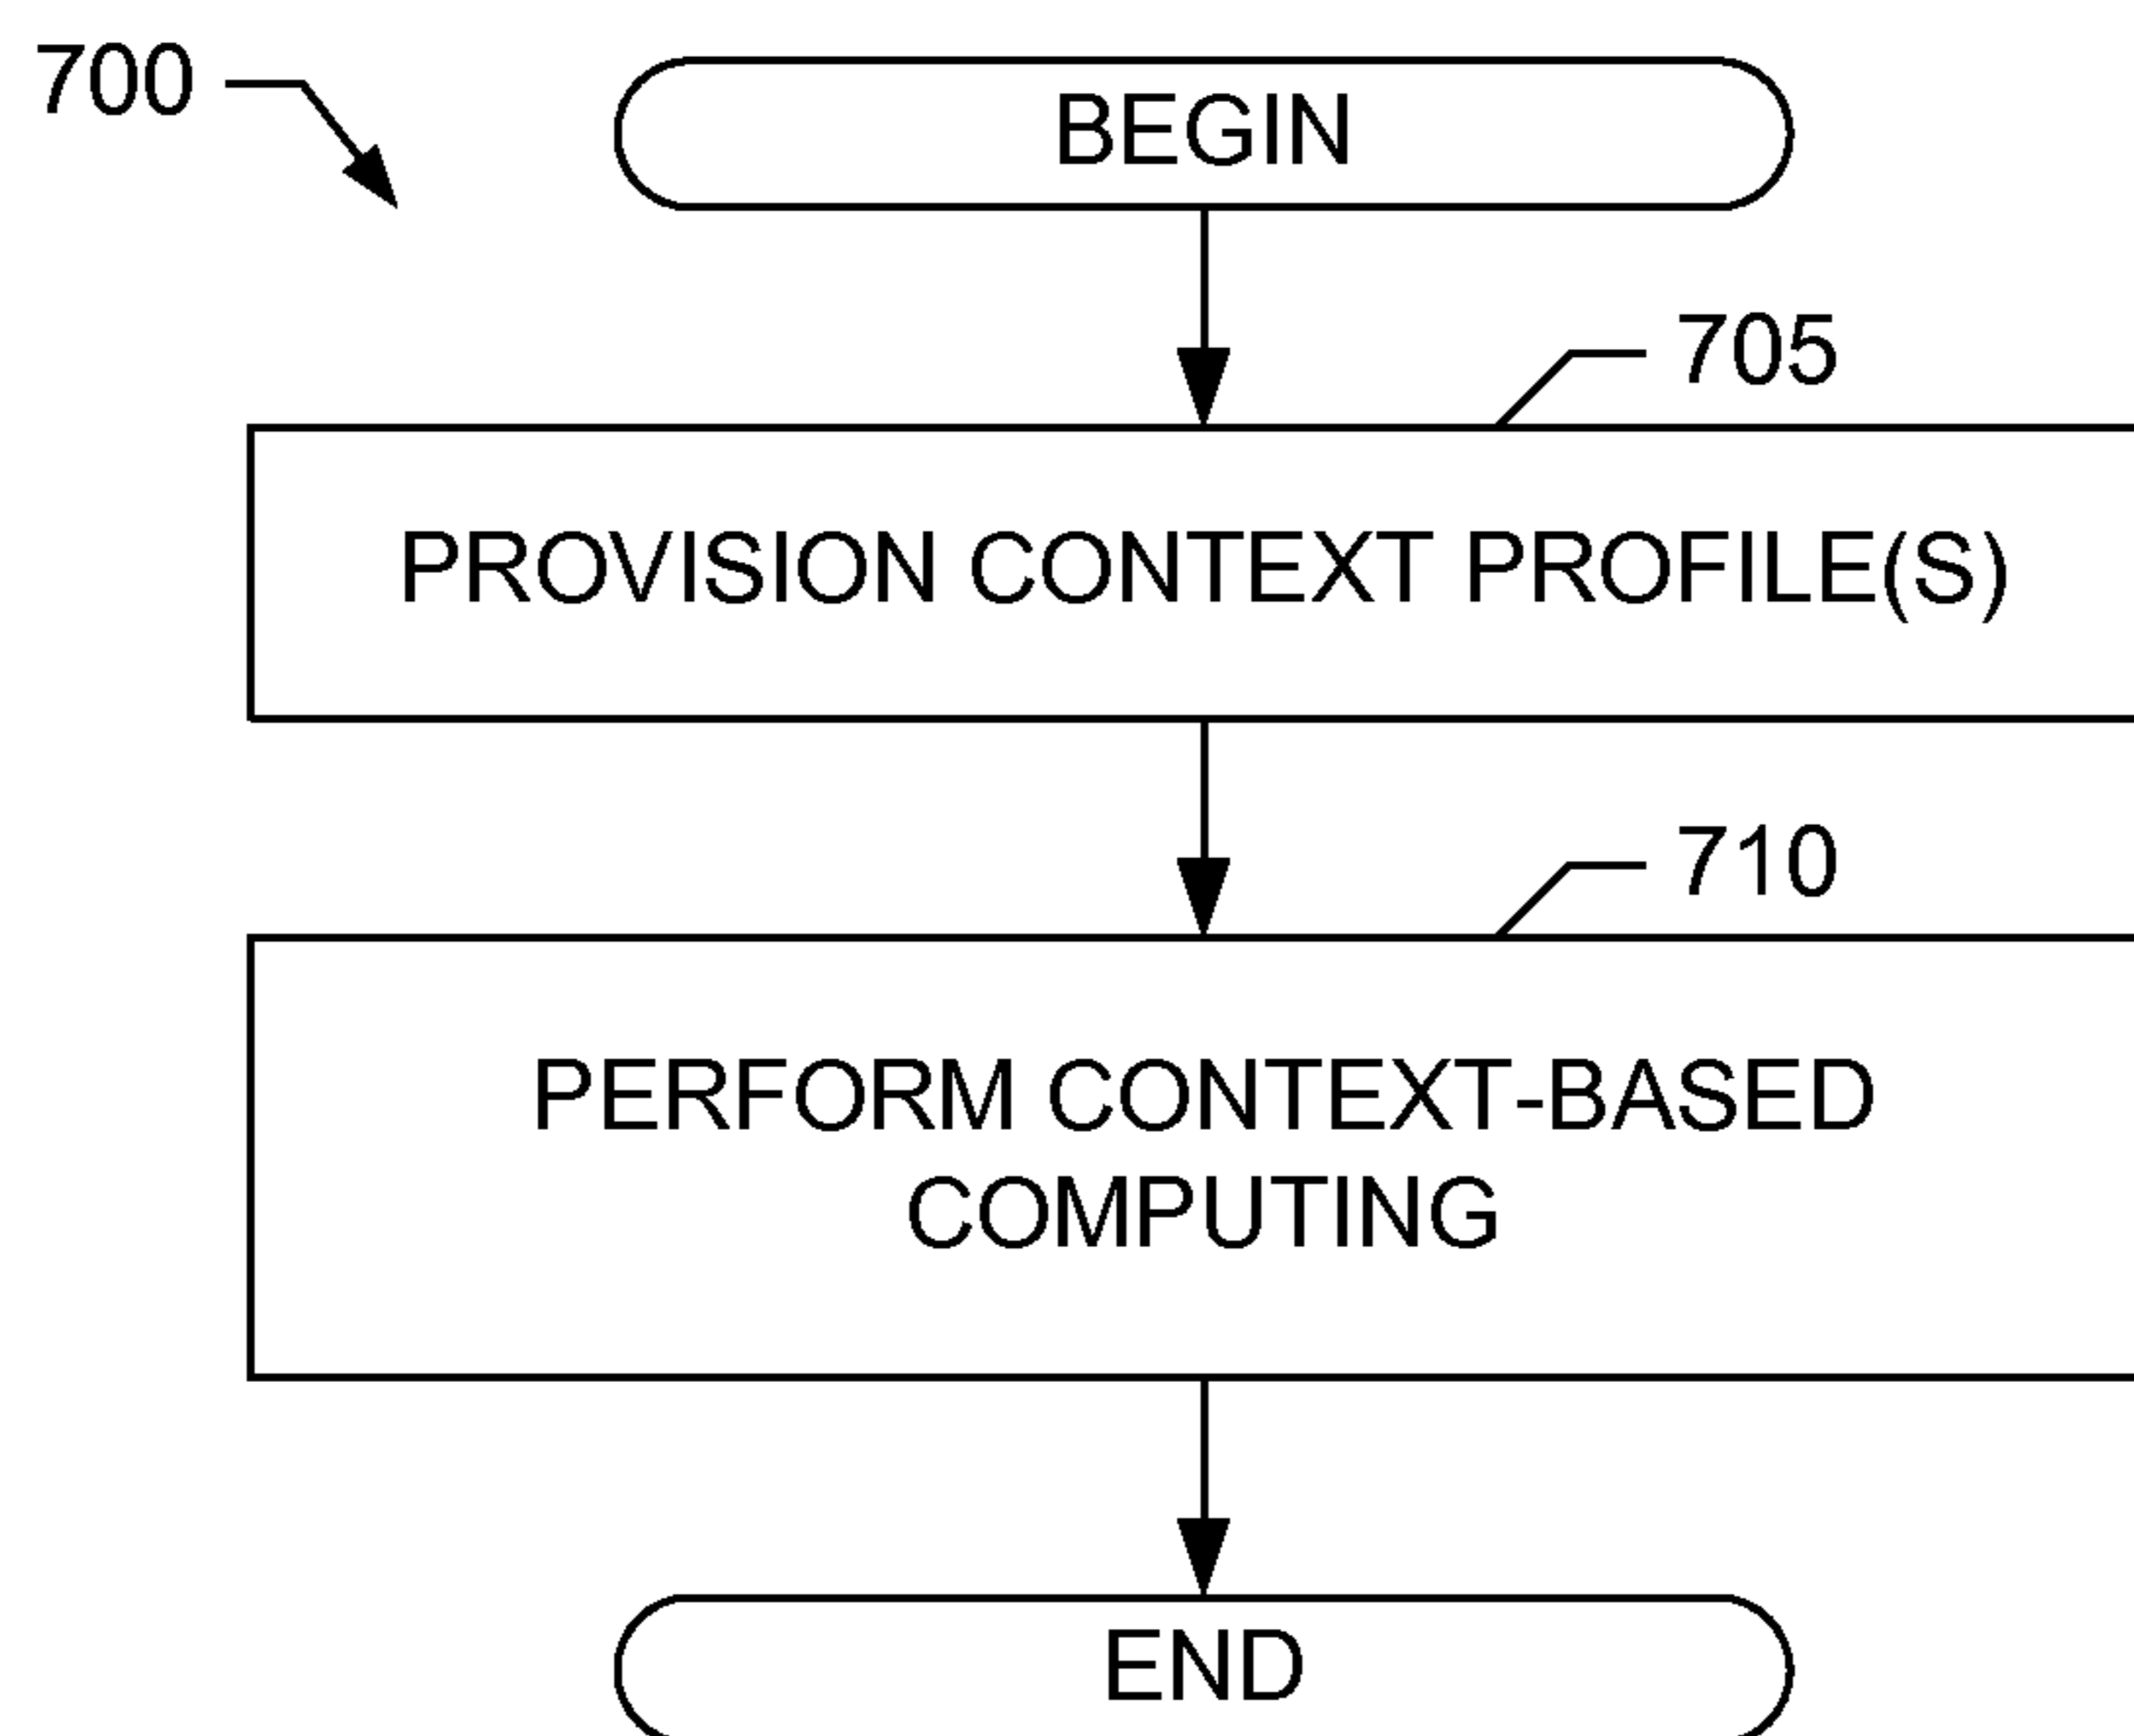 700
BEGIN
705
PROVISION CONTEXT PROFILE(S)
710
PERFORM CONTEXT-BASED
COMPUTING
END